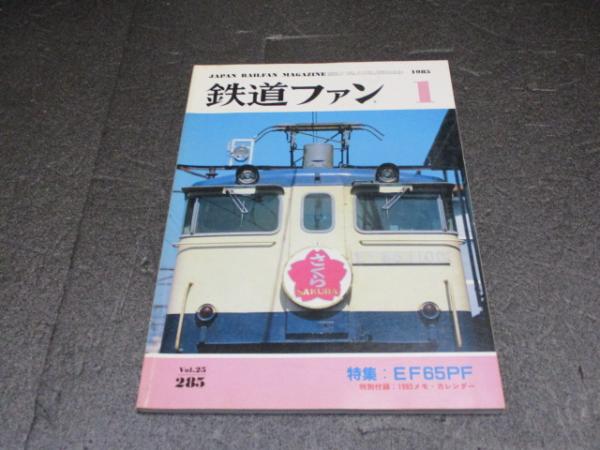 JAPAN RAILFAN MAGAZINE
1985
鉄道ファン
1
さくら
SAKURA
Vol.25
285
特集：EF65PF
特別付録：1985メモ・カレンダー